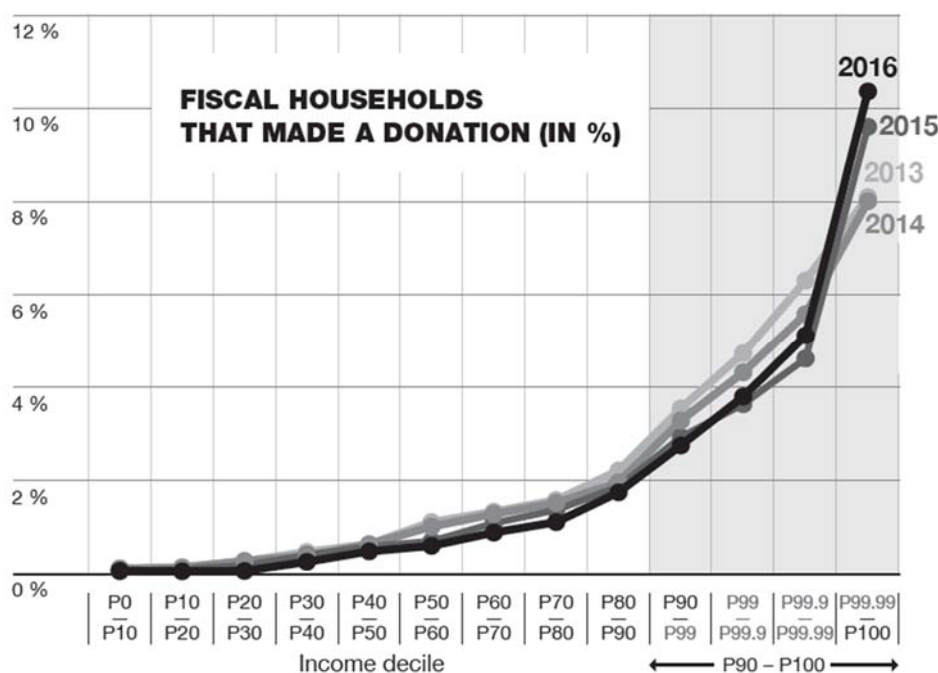 12 %
FISCAL HOUSEHOLDS
THAT MADE A DONATION (IN %)
2016
10 %
2015
2013
8 %
2014
6 %
4 %
2 %
0 %
P0 – P10
P10 – P20
P20 – P30
P30 – P40
P40 – P50
P50 – P60
P60 – P70
P70 – P80
P80 – P90
P90 – P99
P99 – P99.9
P99.9 – P99.99
P99.99 – P100
Income decile
P90 – P100